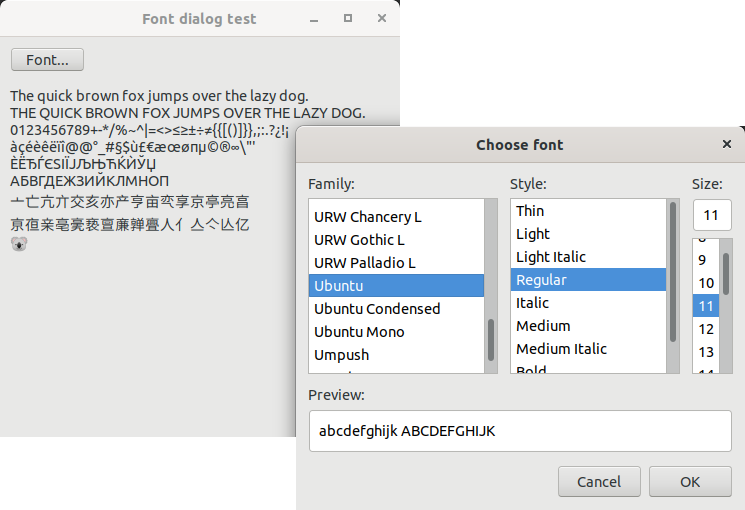 Font dialog test
Font...
The quick brown fox jumps over the lazy dog.
THE QUICK BROWN FOX JUMPS OVER THE LAZY DOG.
0123456789+-*/%~^|=<>≤≥±÷≠{{[()]}},;:.?¿!¡
àçéèêëïî@@°_#§$ù£€æœøπµ©®∞\"'
ЀЁЂЃЄЅІЇЈЉЊЋЌЍЎЏ
АБВГДЕЖЗИЙКЛМНОП
亠亡亢亣交亥亦产亨亩亪享京亭亮亯
亰亱亲亳亴亵亶亷亸亹人亻亼亽亾亿
🐨
Choose font
Family:
Style:
Size:
URW Chancery L
URW Gothic L
URW Palladio L
Ubuntu
Ubuntu Condensed
Ubuntu Mono
Umpush
Thin
Light
Light Italic
Regular
Italic
Medium
Medium Italic
Bold
11
8
9
10
11
12
13
14
Preview:
abcdefghijk ABCDEFGHIJK
Cancel
OK